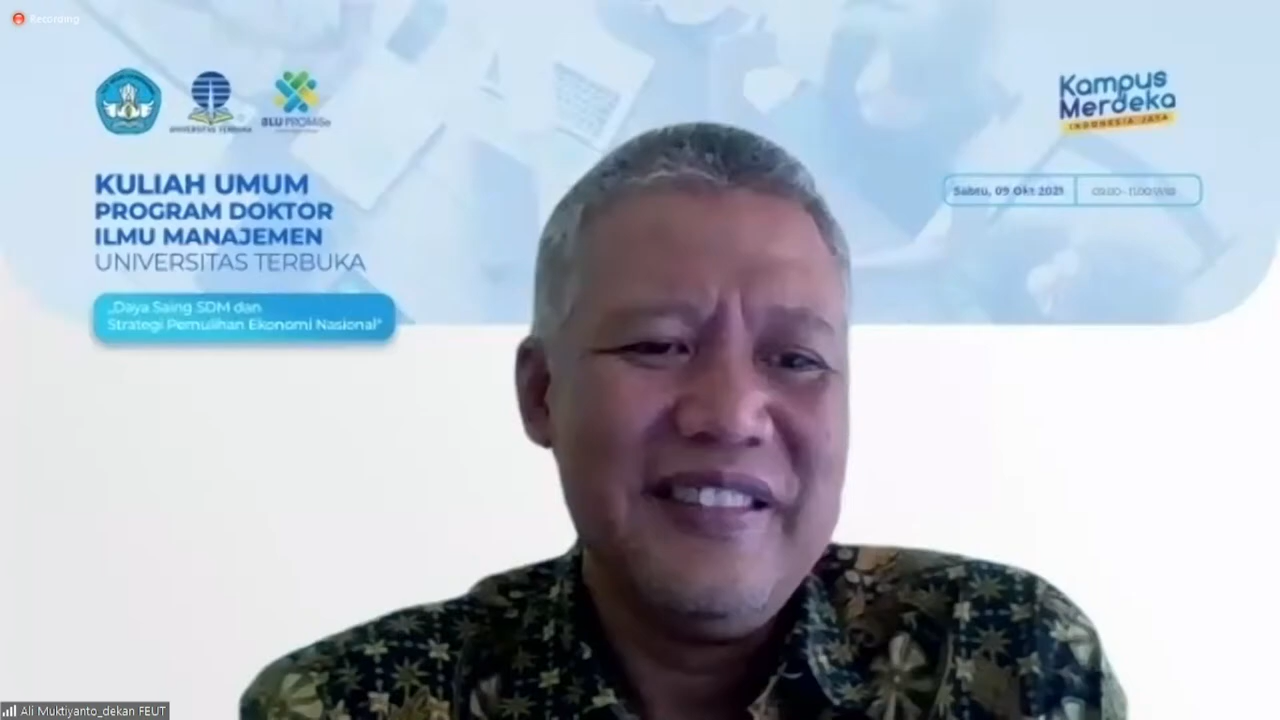 Recording
UNIVERSITAS TERBUKA
BLU PROMISe
Kampus
Merdeka
INDONESIA JAYA
KULIAH UMUM
PROGRAM DOKTOR
ILMU MANAJEMEN
UNIVERSITAS TERBUKA
Sabtu, 09 Okt 2021
„Daya Saing SDM dan
Strategi Pemulihan Ekonomi Nasional"
Ali Muktiyanto_dekan FEUT